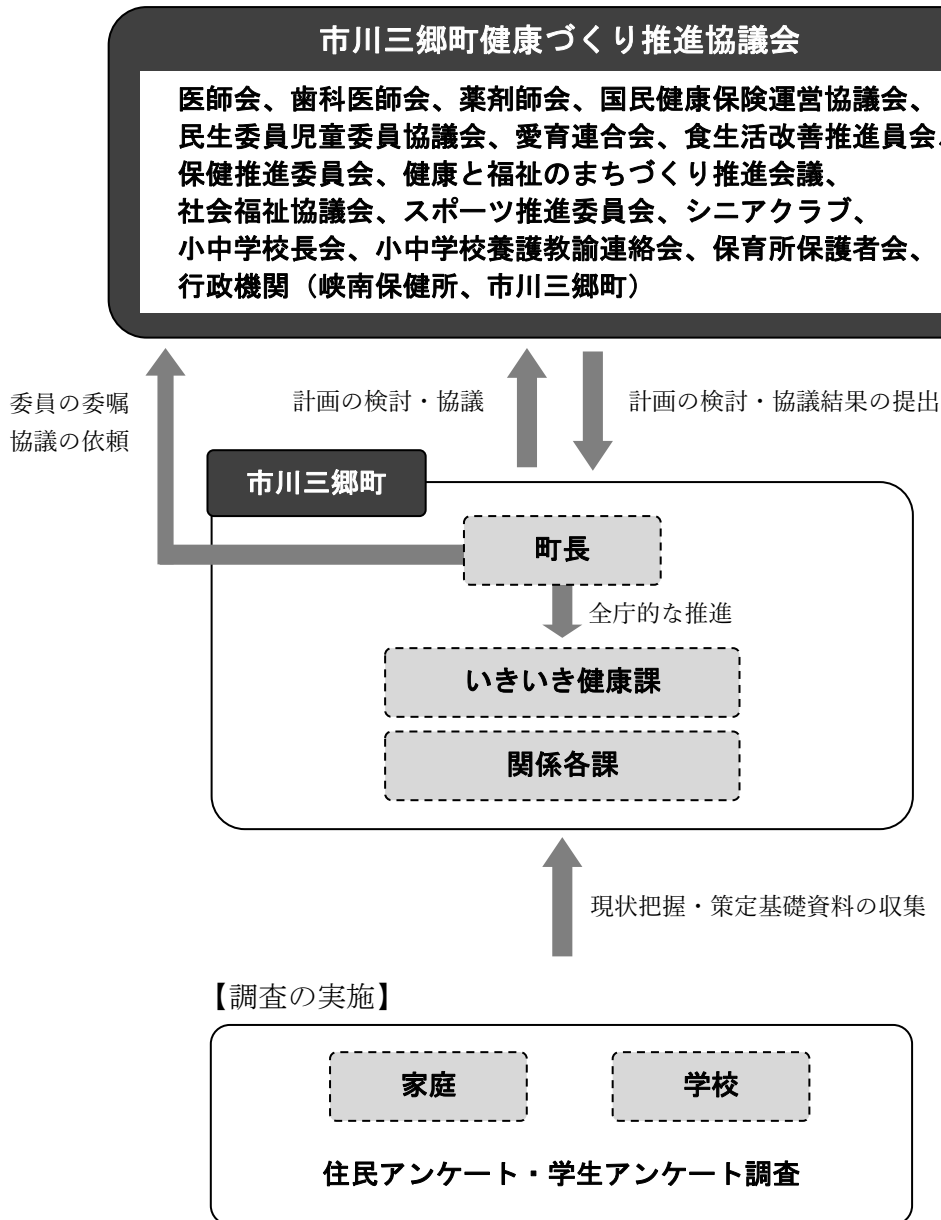 市川三郷町健康づくり推進協議会
医師会、歯科医師会、薬剤師会、国民健康保険運営協議会、
民生委員児童委員協議会、愛育連合会、食生活改善推進員会、
保健推進委員会、健康と福祉のまちづくり推進会議、
社会福祉協議会、スポーツ推進委員会、シニアクラブ、
小中学校長会、小中学校養護教諭連絡会、保育所保護者会、
行政機関（峡南保健所、市川三郷町）
委員の委嘱
協議の依頼
計画の検討・協議
計画の検討・協議結果の提出
市川三郷町
町長
全庁的な推進
いきいき健康課
関係各課
現状把握・策定基礎資料の収集
【調査の実施】
家庭
学校
住民アンケート・学生アンケート調査